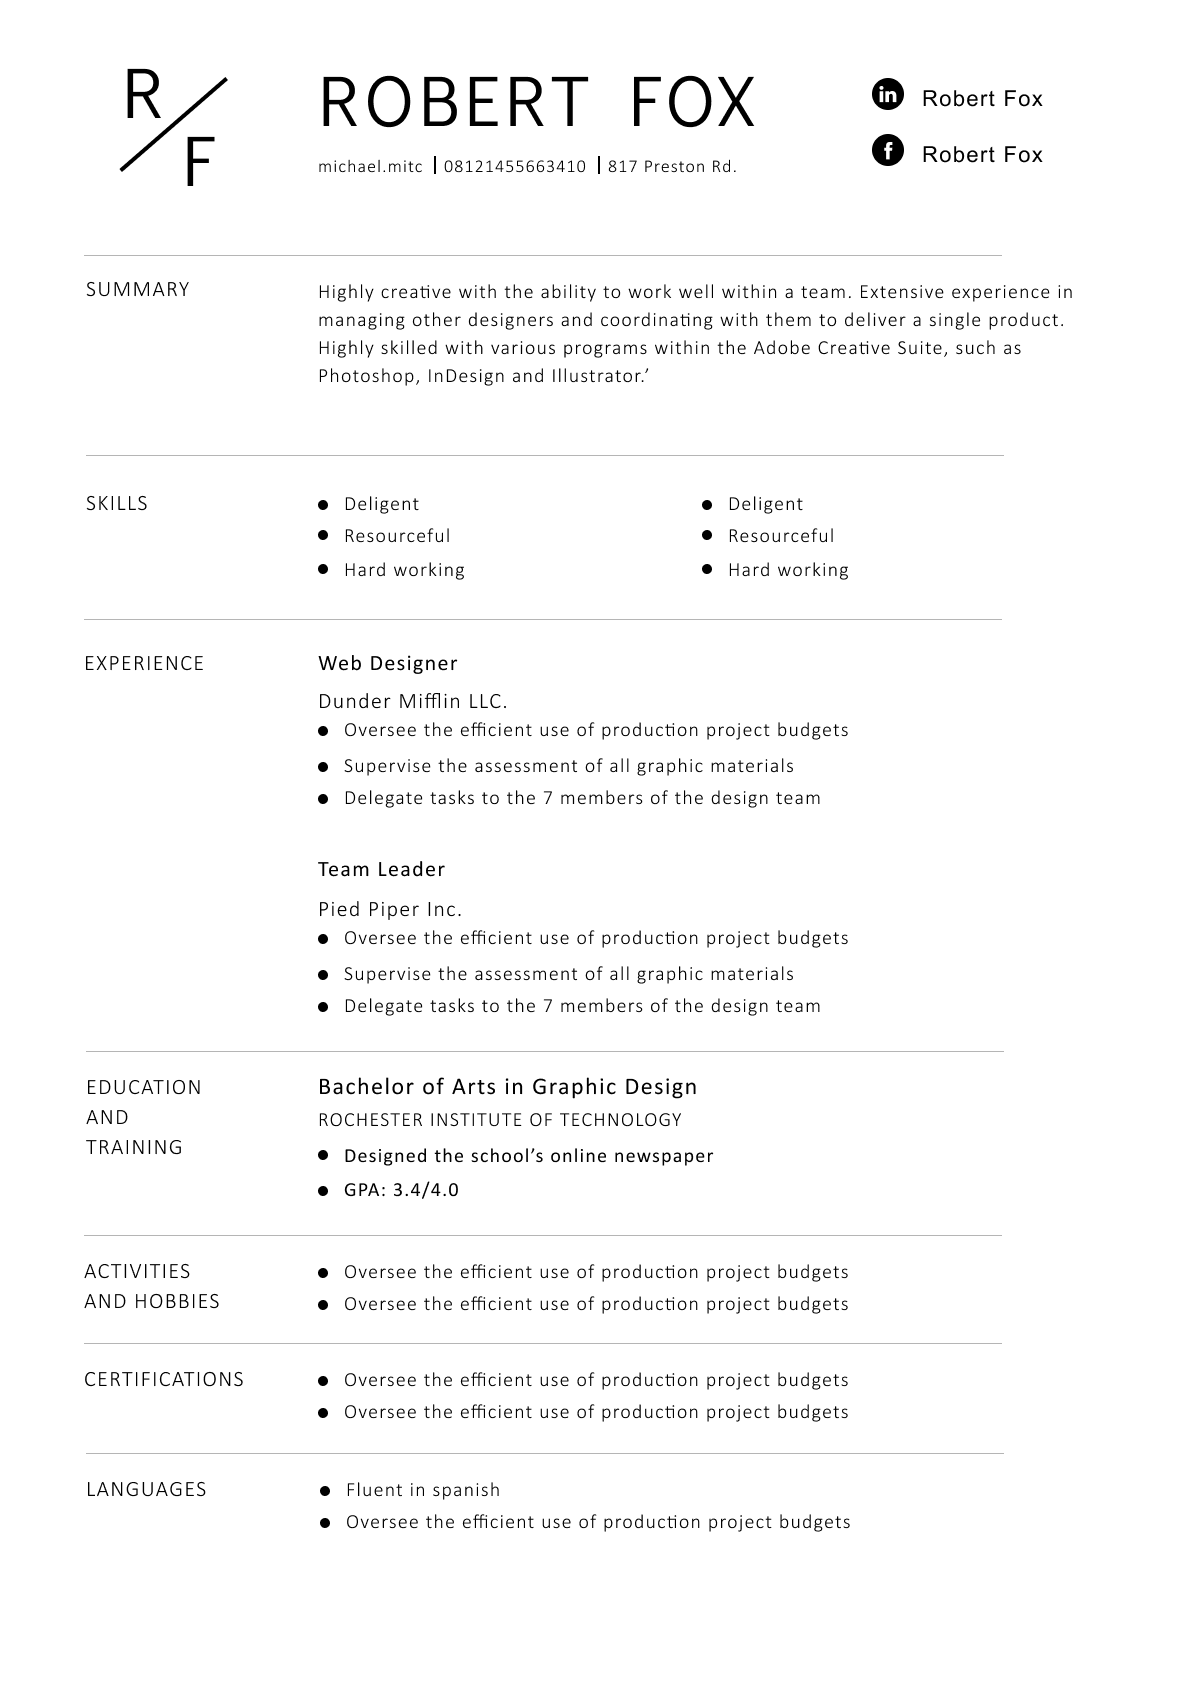 R
F
ROBERT FOX
michael.mitc | 08121455663410 | 817 Preston Rd.
in Robert Fox
f Robert Fox
SUMMARY
Highly creative with the ability to work well within a team. Extensive experience in
managing other designers and coordinating with them to deliver a single product.
Highly skilled with various programs within the Adobe Creative Suite, such as
Photoshop, InDesign and Illustrator.’
SKILLS
● Deligent
● Resourceful
● Hard working
● Deligent
● Resourceful
● Hard working
EXPERIENCE
Web Designer
Dunder Mifflin LLC.
● Oversee the efficient use of production project budgets
● Supervise the assessment of all graphic materials
● Delegate tasks to the 7 members of the design team
Team Leader
Pied Piper Inc.
● Oversee the efficient use of production project budgets
● Supervise the assessment of all graphic materials
● Delegate tasks to the 7 members of the design team
EDUCATION
AND
TRAINING
Bachelor of Arts in Graphic Design
ROCHESTER INSTITUTE OF TECHNOLOGY
● Designed the school’s online newspaper
● GPA: 3.4/4.0
ACTIVITIES
AND HOBBIES
● Oversee the efficient use of production project budgets
● Oversee the efficient use of production project budgets
CERTIFICATIONS
● Oversee the efficient use of production project budgets
● Oversee the efficient use of production project budgets
LANGUAGES
● Fluent in spanish
● Oversee the efficient use of production project budgets